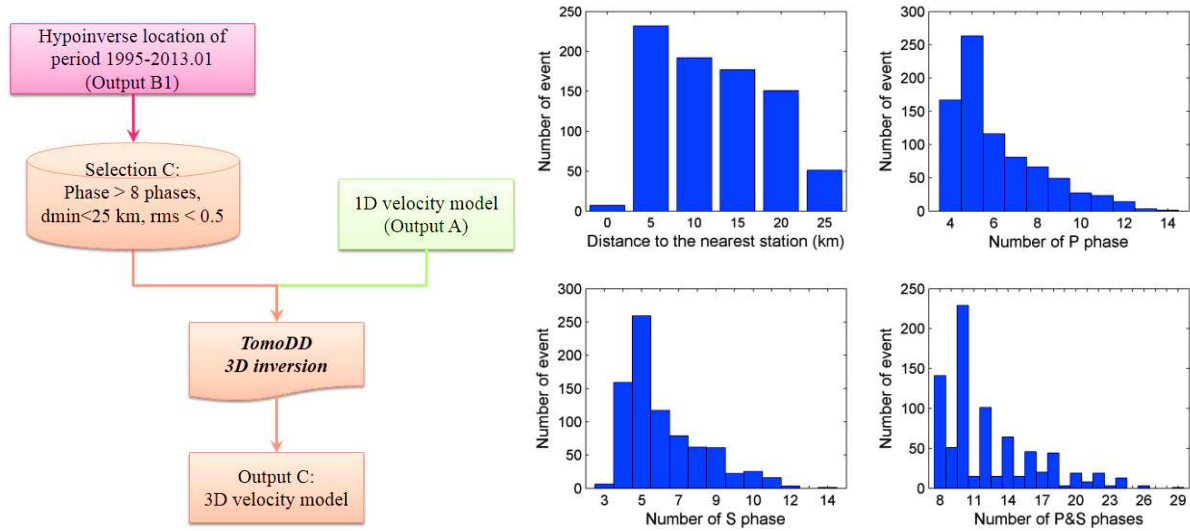 Hypoinverse location of
period 1995-2013.01
(Output B1)
Selection C:
Phase > 8 phases,
dmin<25 km, rms < 0.5
1D velocity model
(Output A)
TomoDD
3D inversion
Output C:
3D velocity model
250
200
150
100
50
0
Number of event
0 5 10 15 20 25
Distance to the nearest station (km)
300
250
200
150
100
50
0
Number of event
4 6 8 10 12 14
Number of P phase
300
250
200
150
100
50
0
Number of event
3 5 7 9 10 12 14
Number of S phase
250
200
150
100
50
0
Number of event
8 11 14 17 20 23 26 29
Number of P&S phases